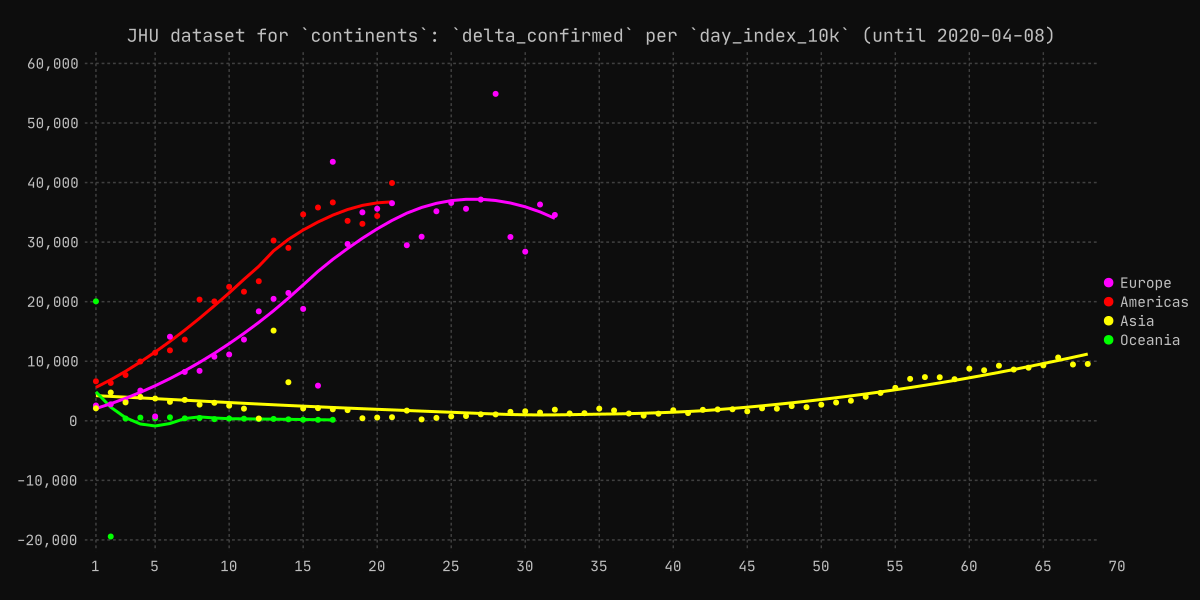 JHU dataset for `continents`: `delta_confirmed` per `day_index_10k` (until 2020-04-08)
60,000
50,000
40,000
30,000
20,000
10,000
0
-10,000
-20,000
1 5 10 15 20 25 30 35 40 45 50 55 60 65 70
Europe
Americas
Asia
Oceania